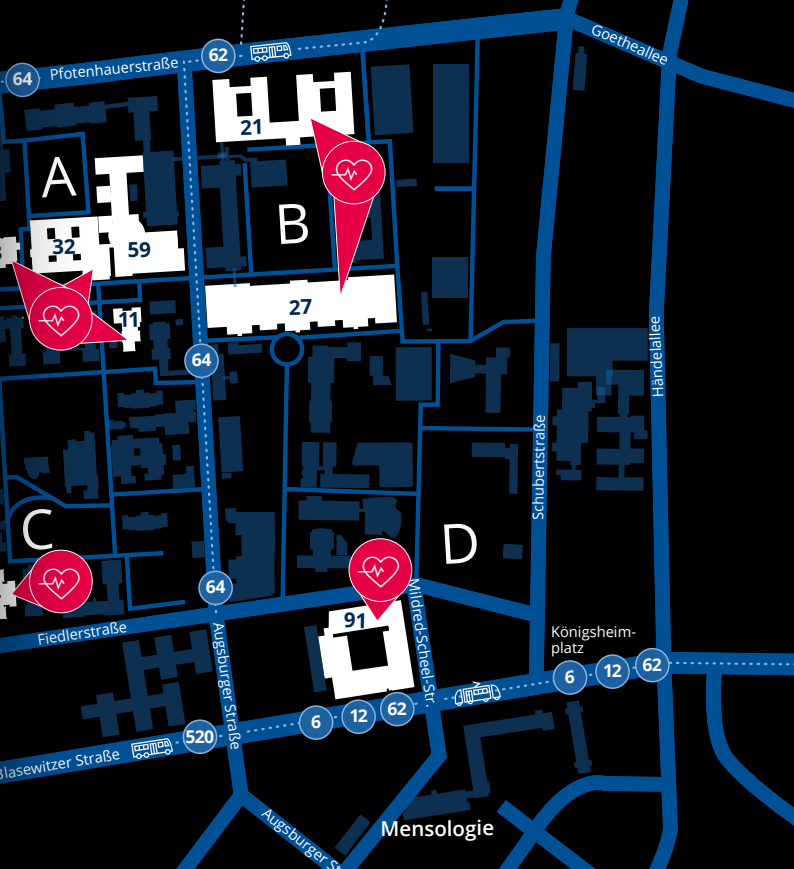 Goetheallee
62
64
Pfotenhauerstraße
21
A
B
32
59
27
11
64
Händelallee
Schubertstraße
C
D
64
Mildred-Scheel-Str.
91
Fiedlerstraße
Augsburger Straße
Königsheim-
platz
6
12
62
6
12
62
520
Blasewitzer Straße
Augsburger St
Mensologie